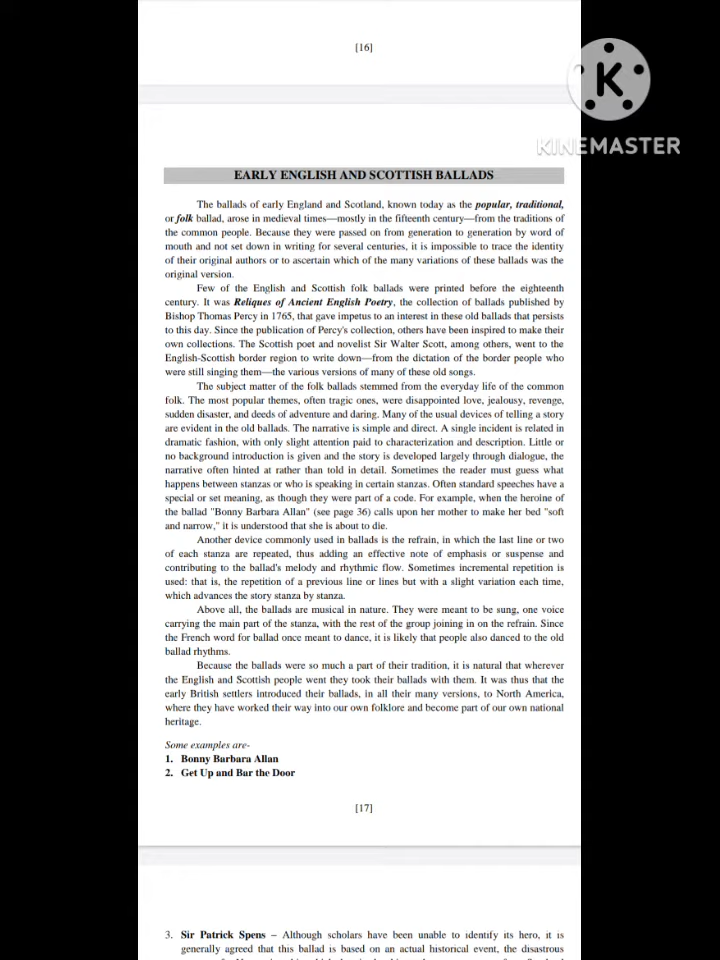 [16]
K
KINEMASTER
EARLY ENGLISH AND SCOTTISH BALLADS
The ballads of early England and Scotland, known today as the popular, traditional,
or folk ballad, arose in medieval times—mostly in the fifteenth century—from the traditions of
the common people. Because they were passed on from generation to generation by word of
mouth and not set down in writing for several centuries, it is impossible to trace the identity
of their original authors or to ascertain which of the many variations of these ballads was the
original version.
Few of the English and Scottish folk ballads were printed before the eighteenth
century. It was Reliques of Ancient English Poetry, the collection of ballads published by
Bishop Thomas Percy in 1765, that gave impetus to an interest in these old ballads that persists
to this day. Since the publication of Percy's collection, others have been inspired to make their
own collections. The Scottish poet and novelist Sir Walter Scott, among others, went to the
English-Scottish border region to write down—from the dictation of the border people who
were still singing them—the various versions of many of these old songs.
The subject matter of the folk ballads stemmed from the everyday life of the common
folk. The most popular themes, often tragic ones, were disappointed love, jealousy, revenge,
sudden disaster, and deeds of adventure and daring. Many of the usual devices of telling a story
are evident in the old ballads. The narrative is simple and direct. A single incident is related in
dramatic fashion, with only slight attention paid to characterization and description. Little or
no background introduction is given and the story is developed largely through dialogue, the
narrative often hinted at rather than told in detail. Sometimes the reader must guess what
happens between stanzas or who is speaking in certain stanzas. Often standard speeches have a
special or set meaning, as though they were part of a code. For example, when the heroine of
the ballad "Bonny Barbara Allan" (see page 36) calls upon her mother to make her bed "soft
and narrow," it is understood that she is about to die.
Another device commonly used in ballads is the refrain, in which the last line or two
of each stanza are repeated, thus adding an effective note of emphasis or suspense and
contributing to the ballad's melody and rhythmic flow. Sometimes incremental repetition is
used: that is, the repetition of a previous line or lines but with a slight variation each time,
which advances the story stanza by stanza.
Above all, the ballads are musical in nature. They were meant to be sung, one voice
carrying the main part of the stanza, with the rest of the group joining in on the refrain. Since
the French word for ballad once meant to dance, it is likely that people also danced to the old
ballad rhythms.
Because the ballads were so much a part of their tradition, it is natural that wherever
the English and Scottish people went they took their ballads with them. It was thus that the
early British settlers introduced their ballads, in all their many versions, to North America,
where they have worked their way into our own folklore and become part of our own national
heritage.
Some examples are-
1. Bonny Barbara Allan
2. Get Up and Bar the Door
[17]
3. Sir Patrick Spens – Although scholars have been unable to identify its hero, it is
generally agreed that this ballad is based on an actual historical event, the disastrous